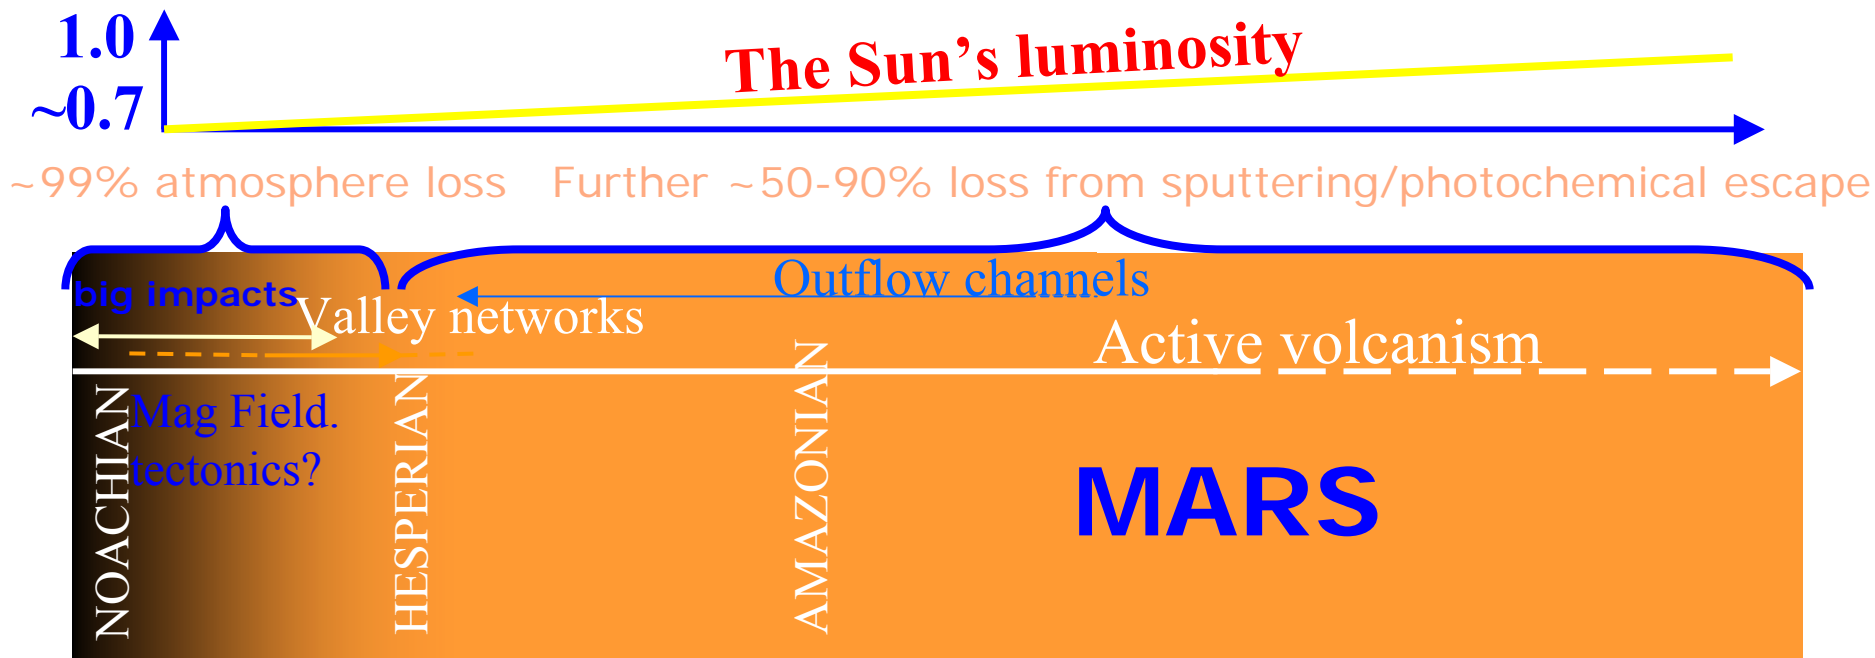 1.0
The Sun's luminosity
~0.7
~99% atmosphere loss
Further ~50-90% loss from sputtering/photochemical escape
Outflow channels
big impacts
Valley networks
Active volcanism
Mag Field.
tectonics?
NOACHIAN
HESPERIAN
AMAZONIAN
MARS